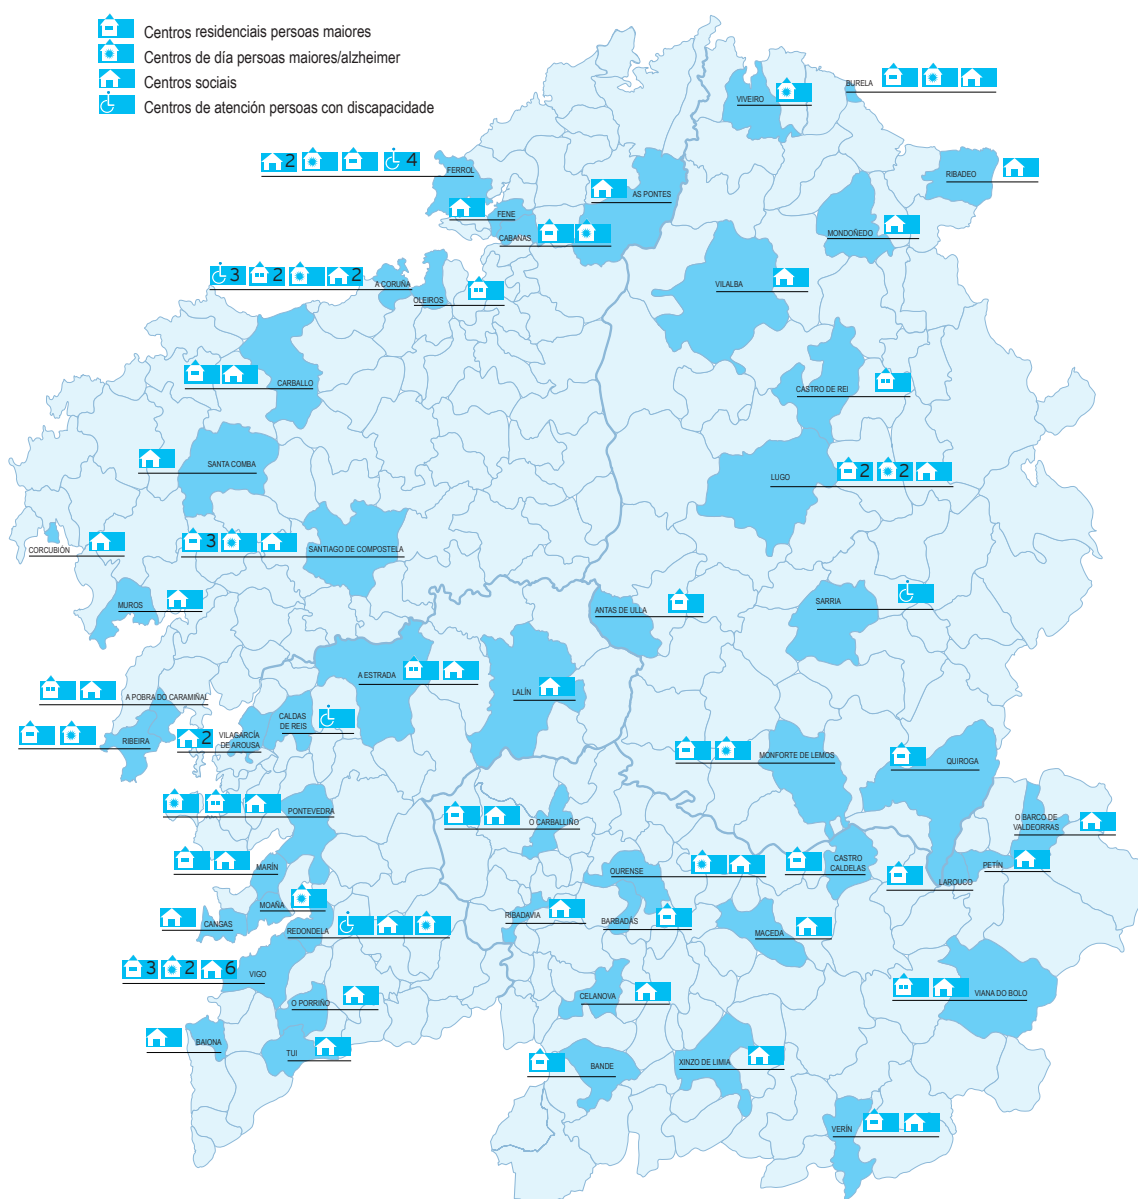 Centros residenciais persoas maiores
Centros de día persoas maiores/alzheimer
Centros sociais
Centros de atención persoas con discapacidade
VIVEIRO
BURELA
2
4
FERROL
AS PONTES
RIBADEO
FENE
CABANAS
MONDOÑEDO
3
2
2
A CORUÑA
OLEIROS
VILALBA
CARBALLO
CASTRO DE REI
SANTA COMBA
LUGO
2
2
CORCUBIÓN
3
SANTIAGO DE COMPOSTELA
MUROS
ANTAS DE ULLA
SARRIA
A ESTRADA
LALÍN
A POBRA DO CARAMIÑAL
RIBEIRA
2
VILAGARCÍA
DE AROUSA
CALDAS
DE REIS
MONFORTE DE LEMOS
QUIROGA
PONTEVEDRA
O CARBALLIÑO
O BARCO DE
VALDEORRAS
MARÍN
OURENSE
CASTRO
CALDELAS
LAROUCO
PETÍN
MOAÑA
CANGAS
REDONDELA
RIBADAVIA
BARBADÁS
MACEDA
3
2
6
VIGO
O PORRIÑO
CELANOVA
VIANA DO BOLO
BAIONA
TUI
BANDE
XINZO DE LIMIA
VERÍN